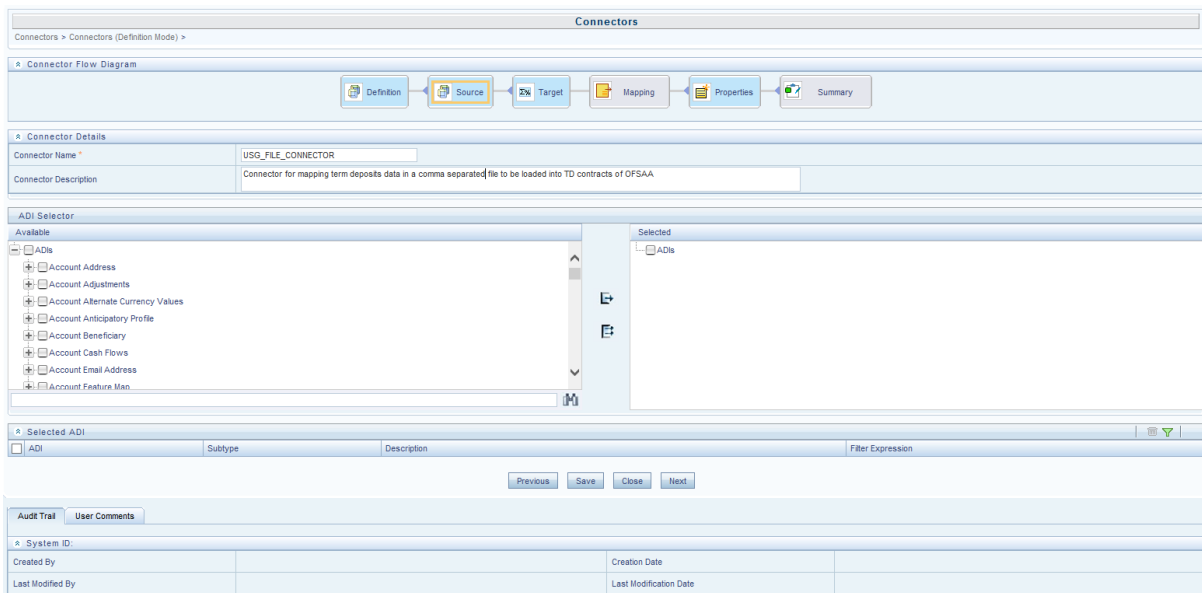 Connectors
Connectors > Connectors (Definition Mode) >
Connector Flow Diagram
Definition Source Target Mapping Properties Summary
Connector Details
Connector Name * USG_FILE_CONNECTOR
Connector Description Connector for mapping term deposits data in a comma separated file to be loaded into TD contracts of OFSAA
ADI Selector
Available Selected
ADIs ADIs
Account Address
Account Adjustments
Account Alternate Currency Values
Account Anticipatory Profile
Account Beneficiary
Account Cash Flows
Account Email Address
Account Feature Map
Selected ADI
ADI Subtype Description Filter Expression
Previous Save Close Next
Audit Trail User Comments
System ID:
Created By Creation Date
Last Modified By Last Modification Date